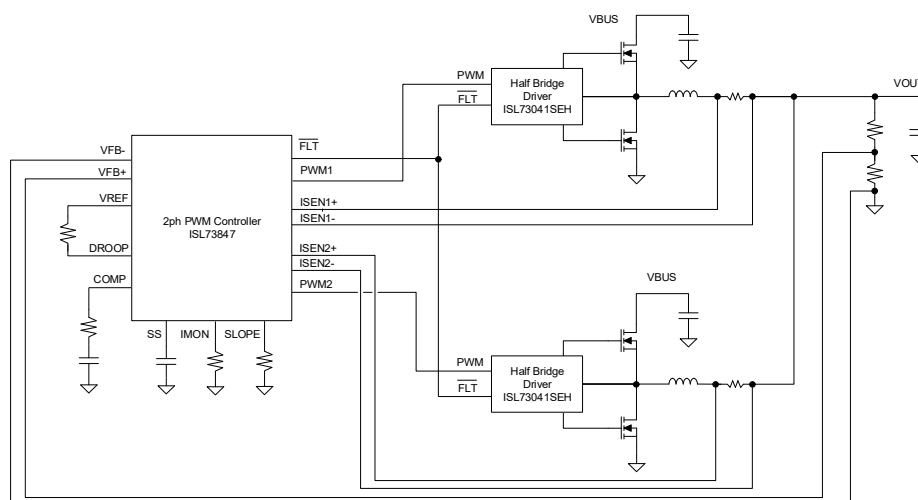 VBUS
PWM
FLT
Half Bridge
Driver
ISL73041SEH
VOUT
VFB-
VFB+
VREF
DROOP
COMP
SS
IMON
SLOPE
2ph PWM Controller
ISL73847
FLT
PWM1
ISEN1+
ISEN1-
ISEN2+
ISEN2-
PWM2
VBUS
PWM
FLT
Half Bridge
Driver
ISL73041SEH